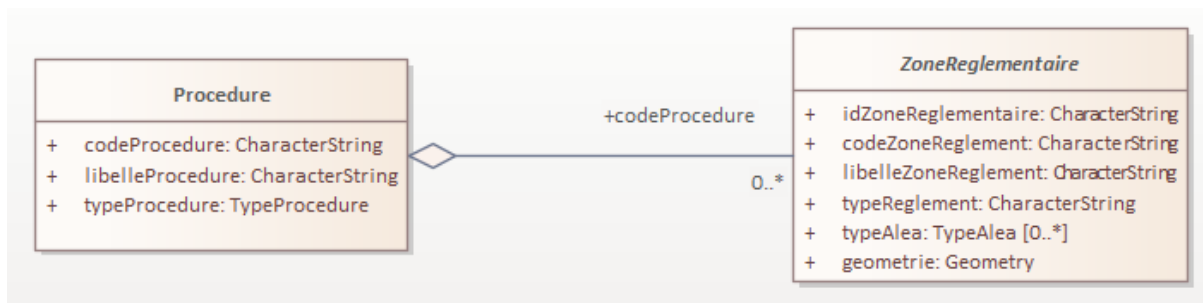 Procedure
+ codeProcedure: CharacterString
+ libelleProcedure: CharacterString
+ typeProcedure: TypeProcedure
+codeProcedure
0..*
ZoneReglementaire
+ idZoneReglementaire: CharacterString
+ codeZoneReglement: CharacterString
+ libelleZoneReglement: CharacterString
+ typeReglement: CharacterString
+ typeAlea: TypeAlea [0..*]
+ geometrie: Geometry